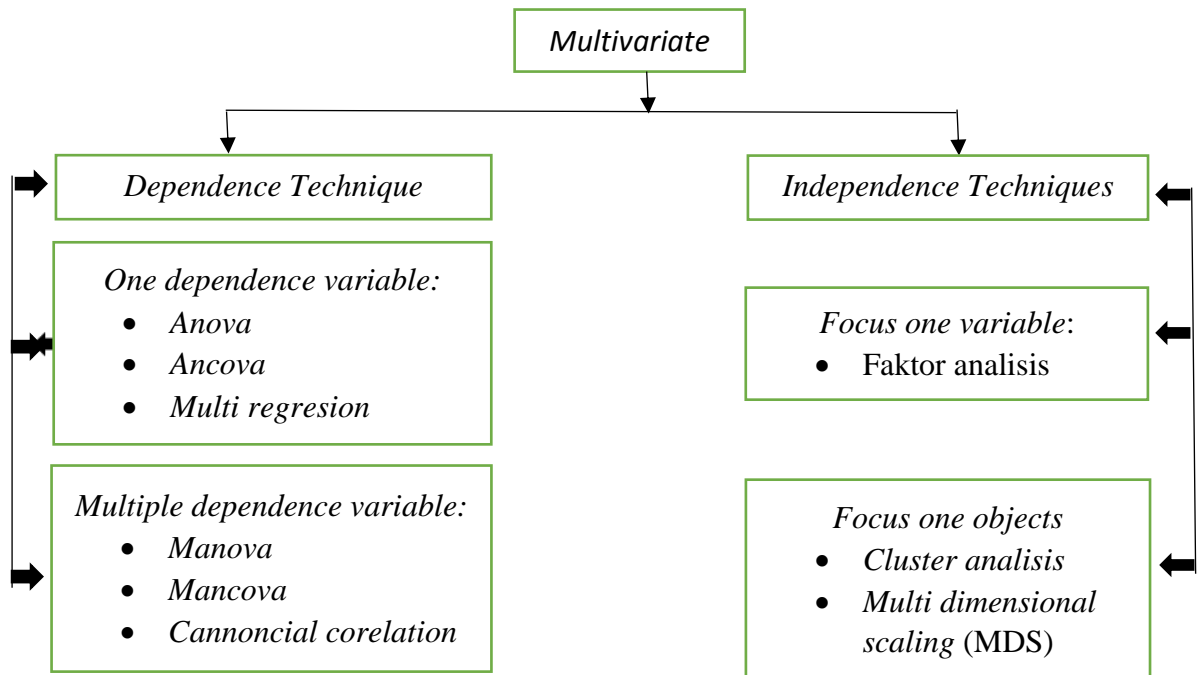 Multivariate
Dependence Technique
One dependence variable:
• Anova
• Ancova
• Multi regresion
Multiple dependence variable:
• Manova
• Mancova
• Cannoncial corelation
Independence Techniques
Focus one variable:
• Faktor analisis
Focus one objects
• Cluster analisis
• Multi dimensional
scaling (MDS)